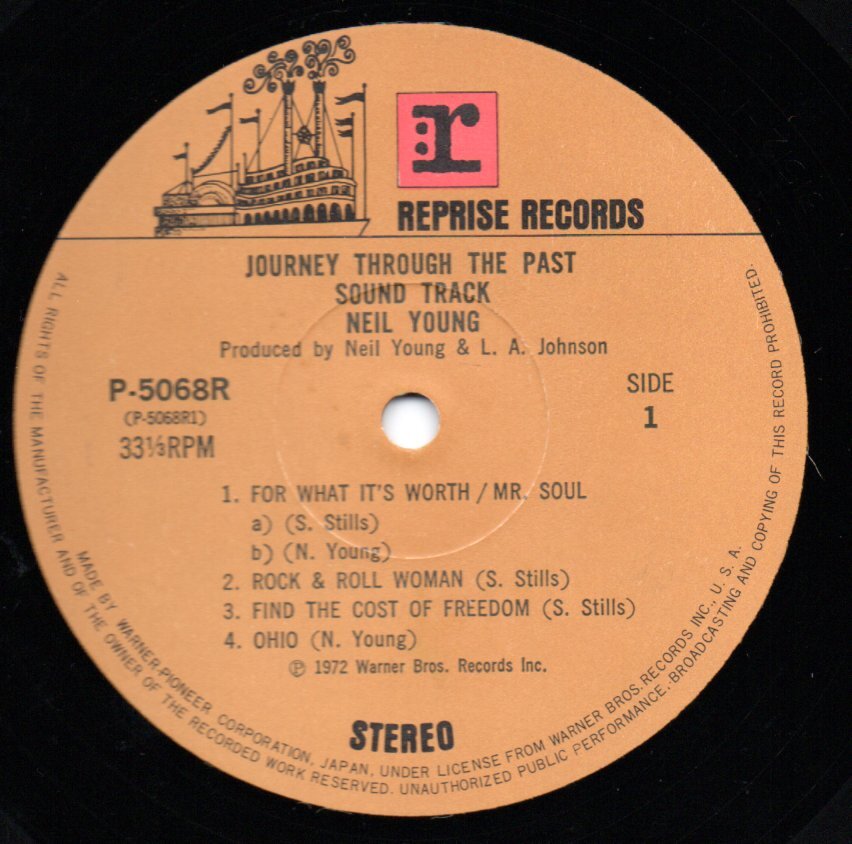 r
REPRISE RECORDS
JOURNEY THROUGH THE PAST
SOUND TRACK
NEIL YOUNG
Produced by Neil Young & L. A. Johnson
P-5068R
(P-5068R1)
33⅓RPM
SIDE
1
1. FOR WHAT IT'S WORTH / MR. SOUL
a) (S. Stills)
b) (N. Young)
2. ROCK & ROLL WOMAN (S. Stills)
3. FIND THE COST OF FREEDOM (S. Stills)
4. OHIO (N. Young)
℗ 1972 Warner Bros. Records Inc.
STEREO
MADE BY WARNER-PIONEER CORPORATION, JAPAN, UNDER LICENSE FROM WARNER BROS. RECORDS INC., U. S. A.
ALL RIGHTS OF THE MANUFACTURER AND OF THE OWNER OF THE RECORDED WORK RESERVED. UNAUTHORIZED PUBLIC PERFORMANCE. BROADCASTING AND COPYING OF THIS RECORD PROHIBITED.